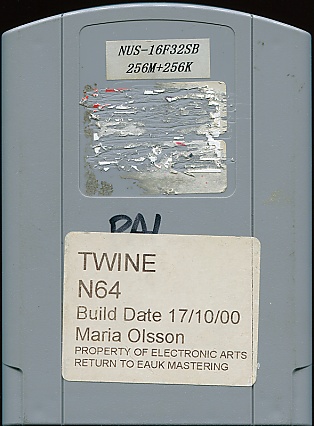 NUS-16F32SB
256M+256K
PAL
TWINE
N64
Build Date 17/10/00
Maria Olsson
PROPERTY OF ELECTRONIC ARTS
RETURN TO EAUK MASTERING